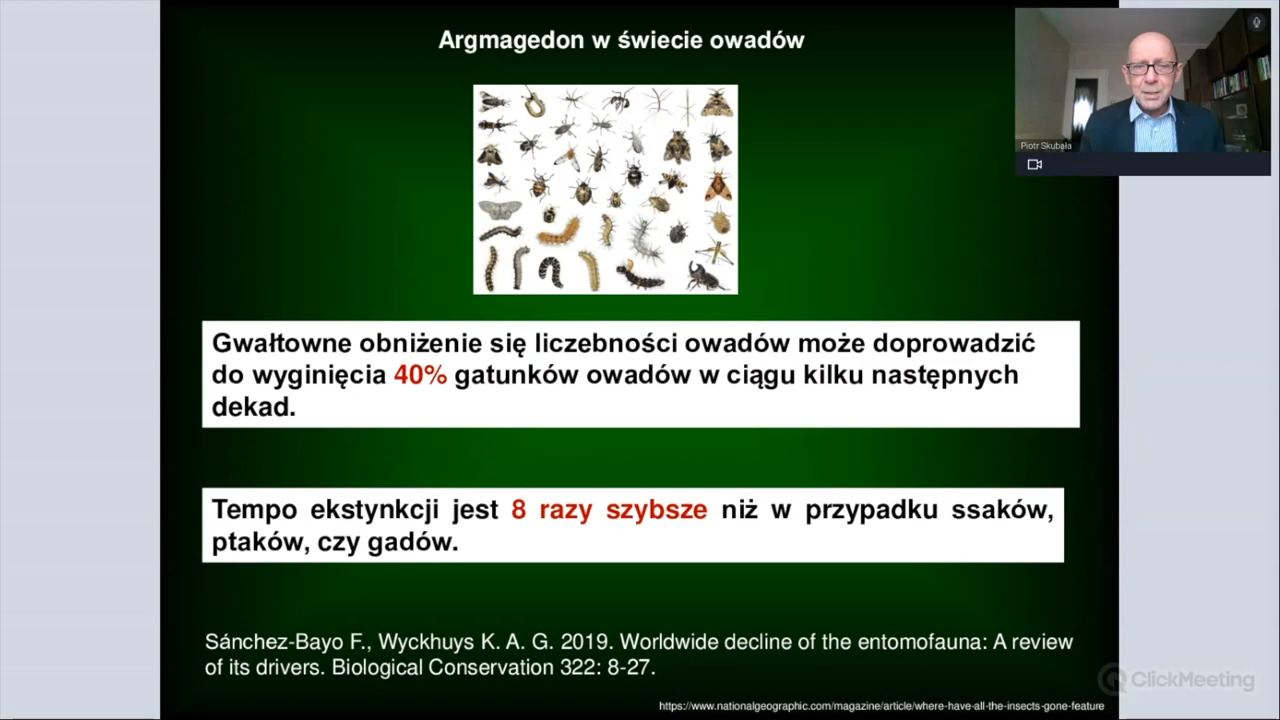 Argmagedon w świecie owadów
Piotr Skubała
Gwałtowne obniżenie się liczebności owadów może doprowadzić
do wyginięcia 40% gatunków owadów w ciągu kilku następnych
dekad.
Tempo ekstynkcji jest 8 razy szybsze niż w przypadku ssaków,
ptaków, czy gadów.
Sánchez-Bayo F., Wyckhuys K. A. G. 2019. Worldwide decline of the entomofauna: A review
of its drivers. Biological Conservation 322: 8-27.
ClickMeeting
https://www.nationalgeographic.com/magazine/article/where-have-all-the-insects-gone-feature